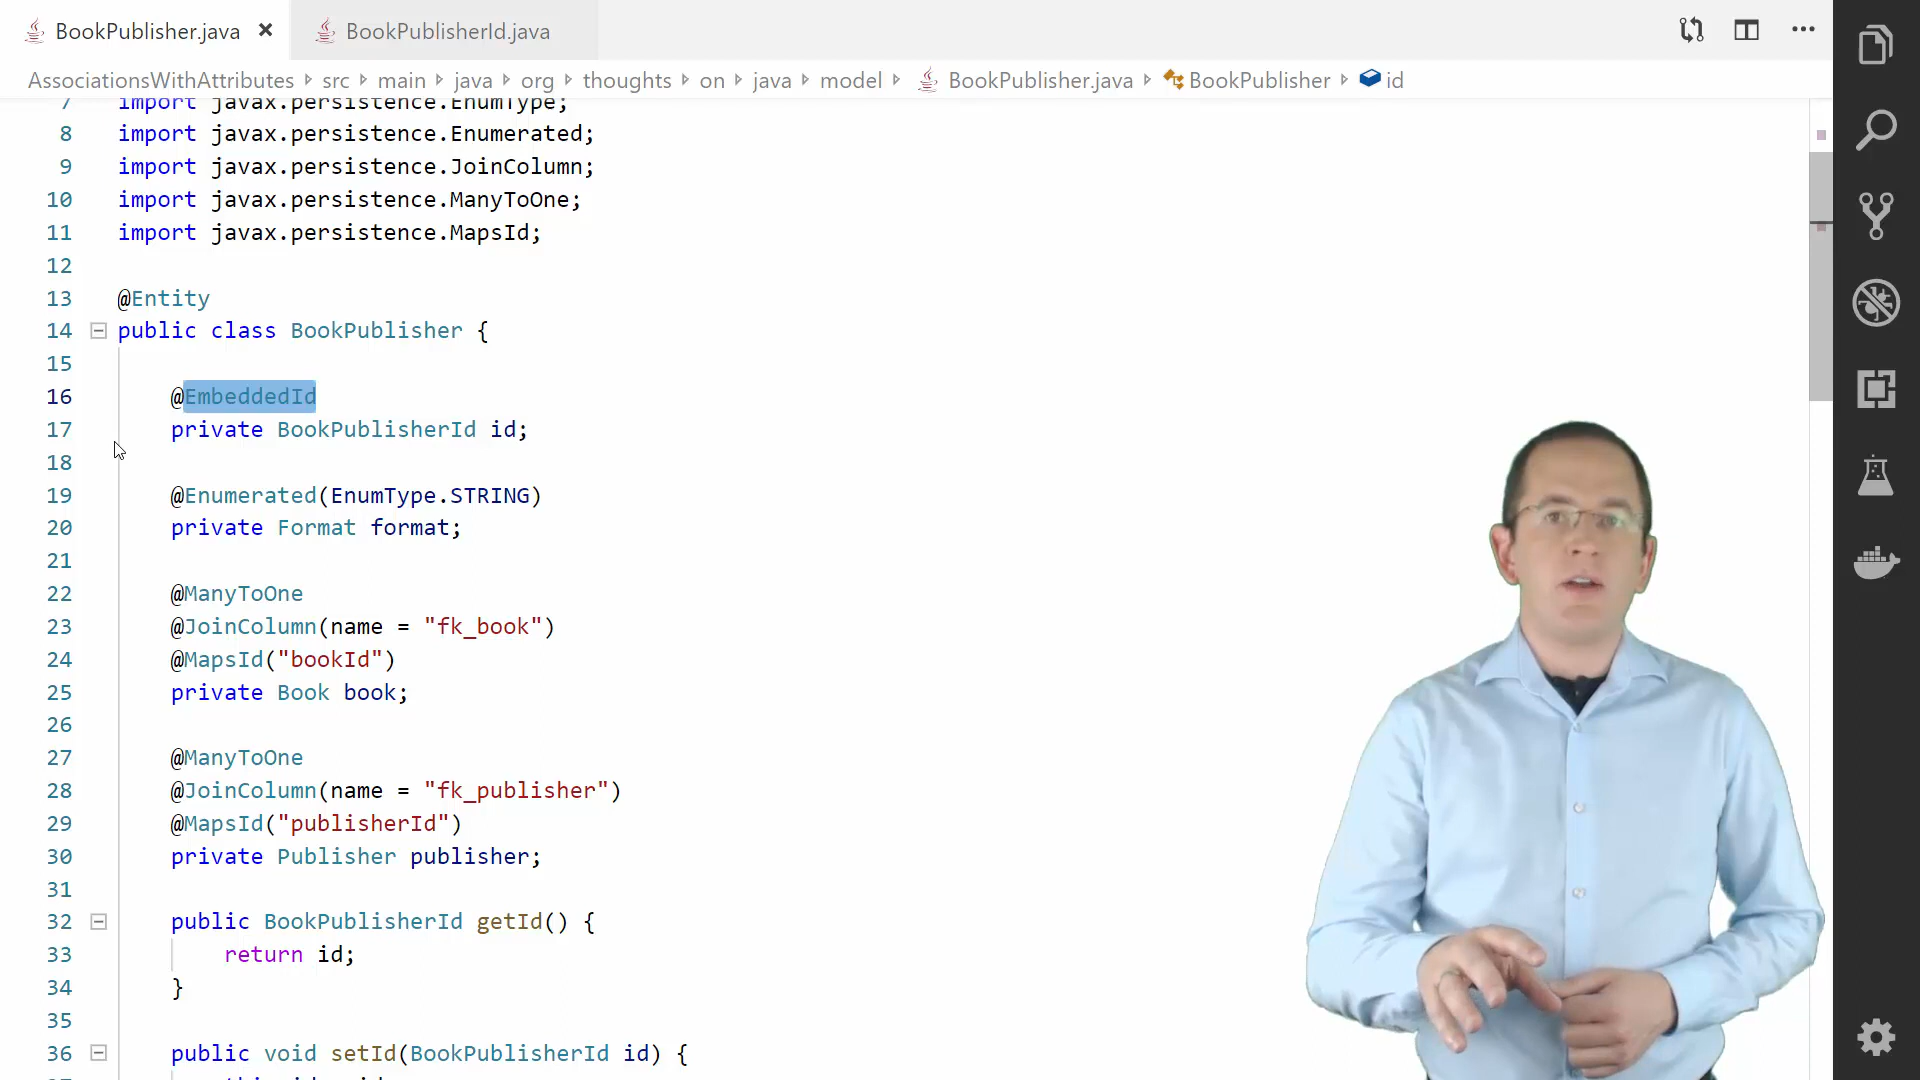 BookPublisher.java
BookPublisherId.java
AssociationsWithAttributes src main java org thoughts on java model BookPublisher.java BookPublisher id
7 import javax.persistence.EnumType;
8 import javax.persistence.Enumerated;
9 import javax.persistence.JoinColumn;
10 import javax.persistence.ManyToOne;
11 import javax.persistence.MapsId;
12
13 @Entity
14 public class BookPublisher {
15
16 @EmbeddedId
17 private BookPublisherId id;
18
19 @Enumerated(EnumType.STRING)
20 private Format format;
21
22 @ManyToOne
23 @JoinColumn(name = "fk_book")
24 @MapsId("bookId")
25 private Book book;
26
27 @ManyToOne
28 @JoinColumn(name = "fk_publisher")
29 @MapsId("publisherId")
30 private Publisher publisher;
31
32 public BookPublisherId getId() {
33 return id;
34 }
35
36 public void setId(BookPublisherId id) {